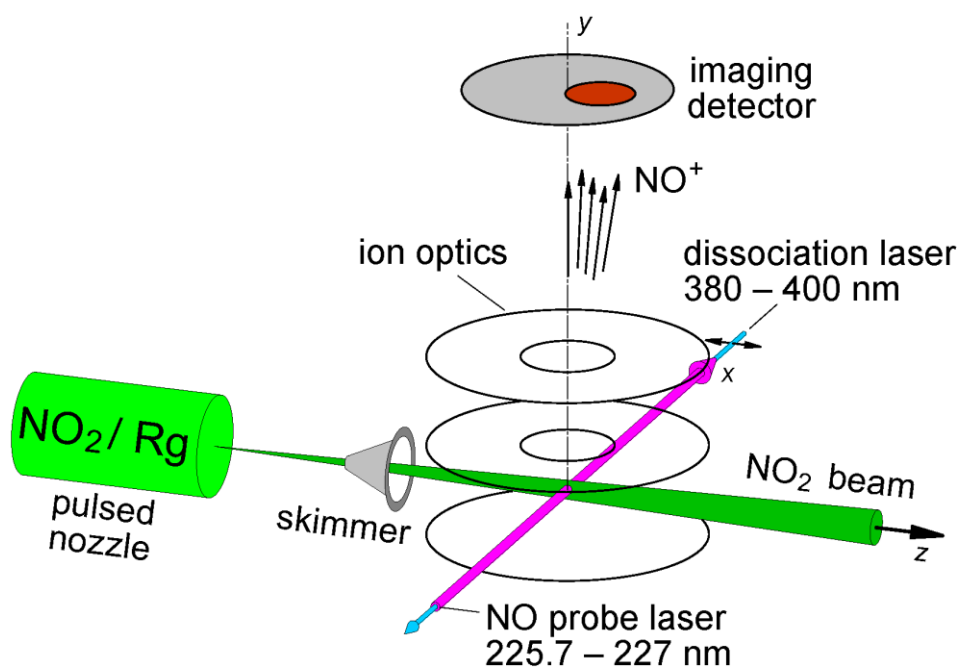 y
imaging
detector
NO⁺
ion optics
dissociation laser
380 – 400 nm
x
NO₂ / Rg
pulsed
nozzle
skimmer
NO₂ beam
z
NO probe laser
225.7 – 227 nm